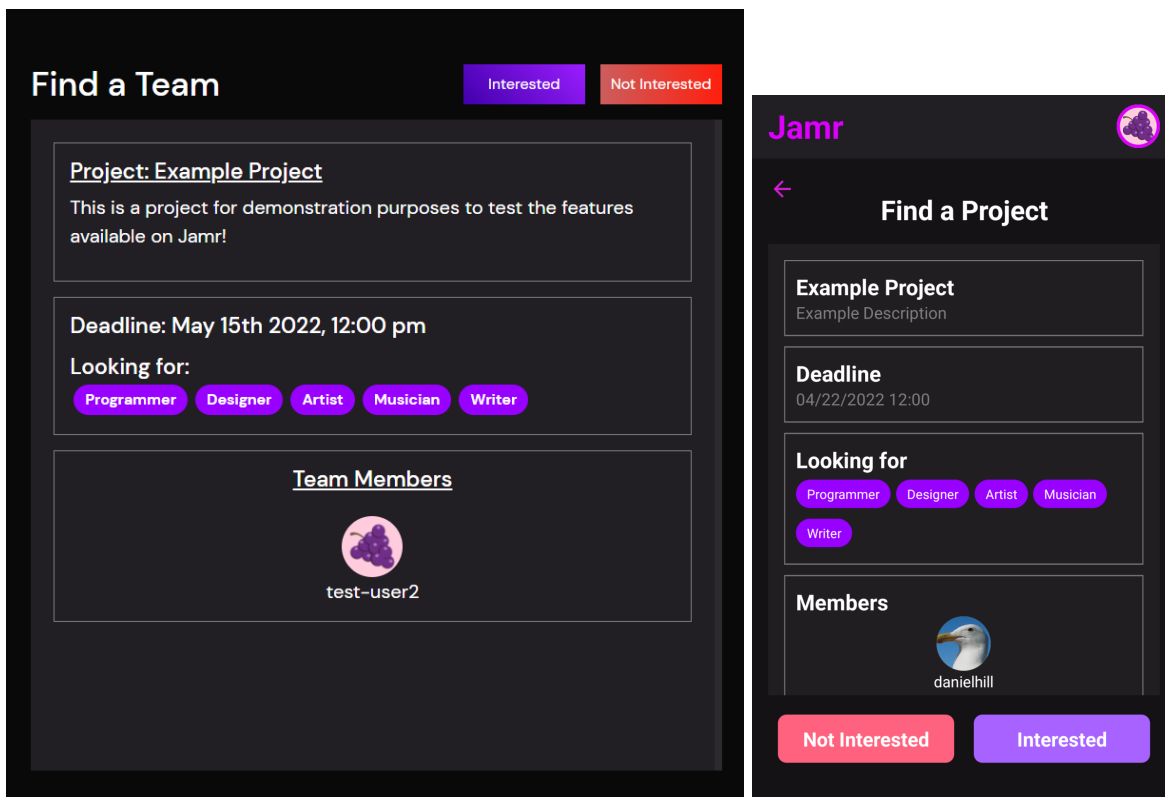 Find a Team
Interested
Not Interested
Project: Example Project
This is a project for demonstration purposes to test the features
available on Jamr!
Deadline: May 15th 2022, 12:00 pm
Looking for:
Programmer Designer Artist Musician Writer
Team Members
test-user2
Jamr
Find a Project
Example Project
Example Description
Deadline
04/22/2022 12:00
Looking for
Programmer Designer Artist Musician
Writer
Members
danielhill
Not Interested
Interested